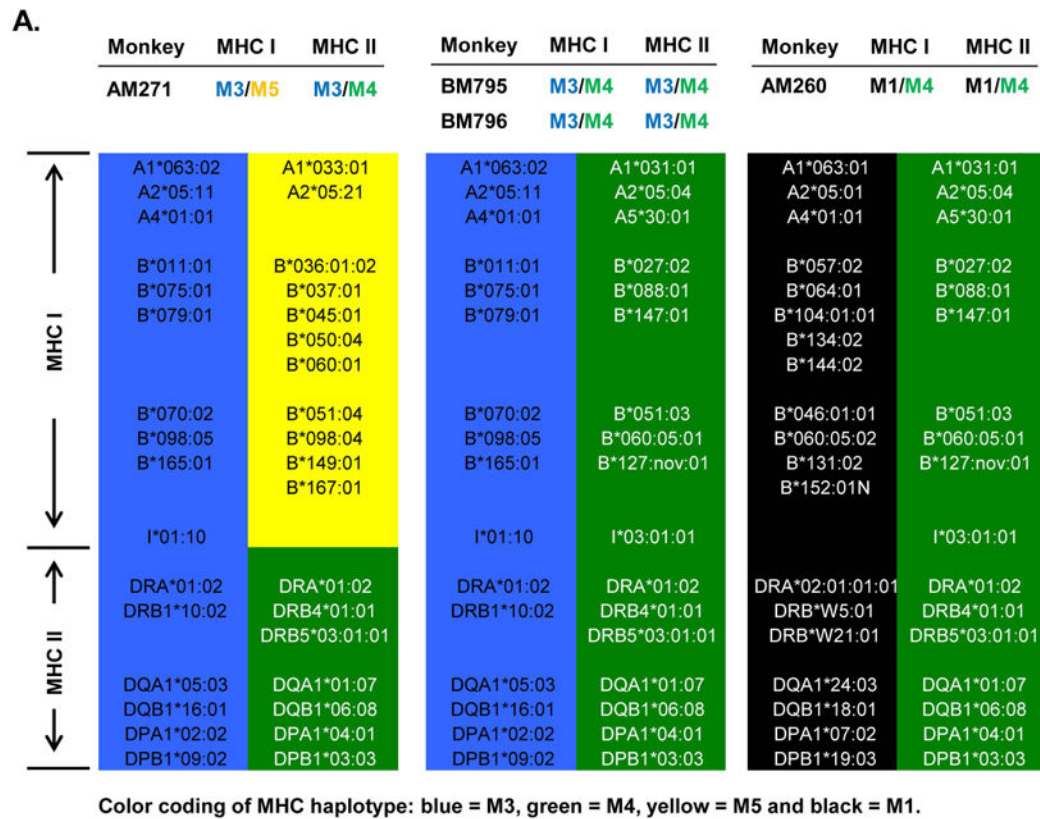 A.
Monkey MHC I MHC II Monkey MHC I MHC II Monkey MHC I MHC II
AM271 M3/M5 M3/M4 BM795 M3/M4 M3/M4 AM260 M1/M4 M1/M4
BM796 M3/M4 M3/M4
MHC I
A1*063:02 A1*033:01 A1*063:02 A1*031:01 A1*063:01 A1*031:01
A2*05:11 A2*05:21 A2*05:11 A2*05:04 A2*05:01 A2*05:04
A4*01:01 A4*01:01 A5*30:01 A4*01:01 A5*30:01
B*011:01 B*036:01:02 B*011:01 B*027:02 B*057:02 B*027:02
B*075:01 B*037:01 B*075:01 B*088:01 B*064:01 B*088:01
B*079:01 B*045:01 B*079:01 B*147:01 B*104:01:01 B*147:01
B*050:04 B*134:02
B*060:01 B*144:02
B*070:02 B*051:04 B*070:02 B*051:03 B*046:01:01 B*051:03
B*098:05 B*098:04 B*098:05 B*060:05:01 B*060:05:02 B*060:05:01
B*165:01 B*149:01 B*165:01 B*127:nov:01 B*131:02 B*127:nov:01
B*167:01 B*152:01N
I*01:10 I*01:10 I*03:01:01 I*03:01:01
MHC II
DRA*01:02 DRA*01:02 DRA*01:02 DRA*01:02 DRA*02:01:01:01 DRA*01:02
DRB1*10:02 DRB4*01:01 DRB1*10:02 DRB4*01:01 DRB*W5:01 DRB4*01:01
DRB5*03:01:01 DRB5*03:01:01 DRB*W21:01 DRB5*03:01:01
DQA1*05:03 DQA1*01:07 DQA1*05:03 DQA1*01:07 DQA1*24:03 DQA1*01:07
DQB1*16:01 DQB1*06:08 DQB1*16:01 DQB1*06:08 DQB1*18:01 DQB1*06:08
DPA1*02:02 DPA1*04:01 DPA1*02:02 DPA1*04:01 DPA1*07:02 DPA1*04:01
DPB1*09:02 DPB1*03:03 DPB1*09:02 DPB1*03:03 DPB1*19:03 DPB1*03:03
Color coding of MHC haplotype: blue = M3, green = M4, yellow = M5 and black = M1.